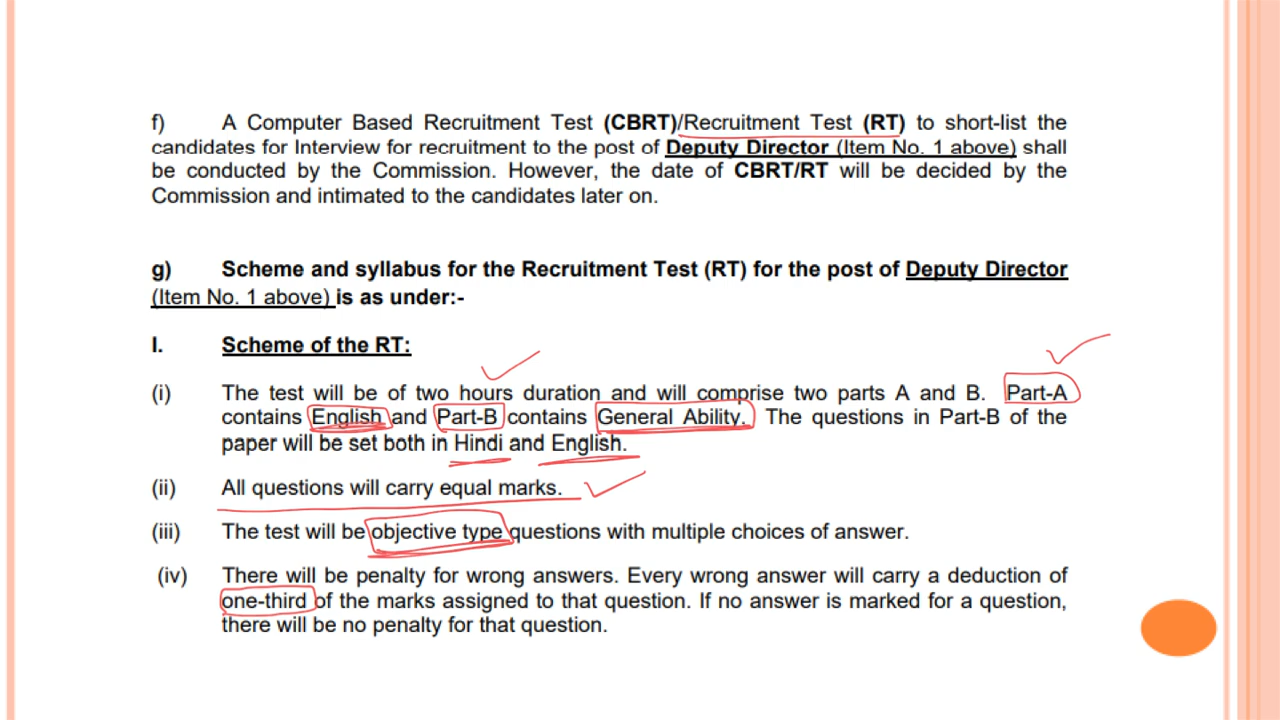 f) A Computer Based Recruitment Test (CBRT)/Recruitment Test (RT) to short-list the
candidates for Interview for recruitment to the post of Deputy Director (Item No. 1 above) shall
be conducted by the Commission. However, the date of CBRT/RT will be decided by the
Commission and intimated to the candidates later on.
g) Scheme and syllabus for the Recruitment Test (RT) for the post of Deputy Director
(Item No. 1 above) is as under:-
I. Scheme of the RT:
(i) The test will be of two hours duration and will comprise two parts A and B. Part-A
contains English and Part-B contains General Ability. The questions in Part-B of the
paper will be set both in Hindi and English.
(ii) All questions will carry equal marks.
(iii) The test will be objective type questions with multiple choices of answer.
(iv) There will be penalty for wrong answers. Every wrong answer will carry a deduction of
one-third of the marks assigned to that question. If no answer is marked for a question,
there will be no penalty for that question.